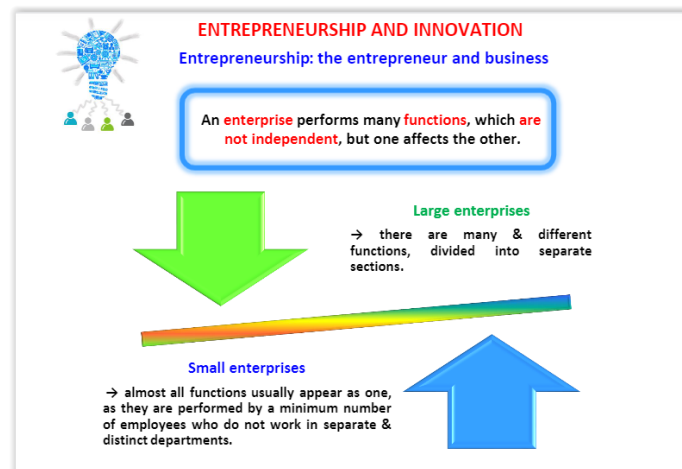 ENTREPRENEURSHIP AND INNOVATION
Entrepreneurship: the entrepreneur and business
An enterprise performs many functions, which are
not independent, but one affects the other.
Large enterprises
→ there are many & different
functions, divided into separate
sections.
Small enterprises
→ almost all functions usually appear as one,
as they are performed by a minimum number
of employees who do not work in separate &
distinct departments.